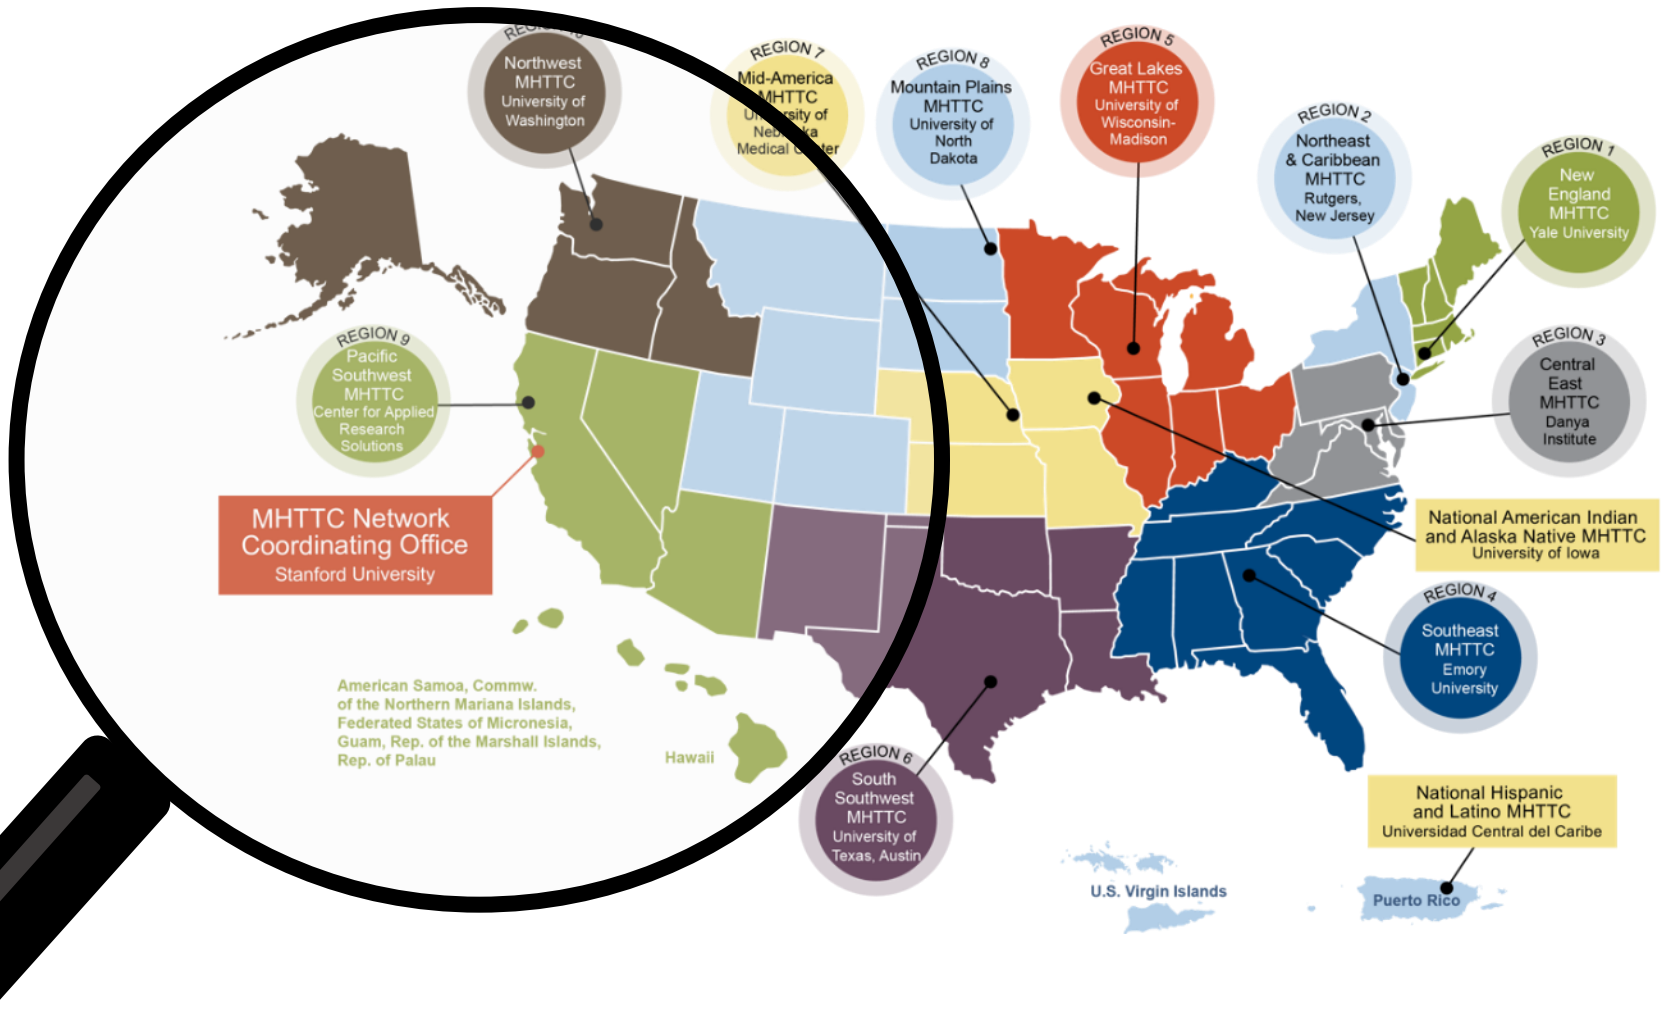 REGION 10
Northwest
MHTTC
University of
Washington
REGION 7
Mid-America
MHTTC
University of
Nebraska
Medical Center
REGION 8
Mountain Plains
MHTTC
University of
North
Dakota
REGION 5
Great Lakes
MHTTC
University of
Wisconsin-
Madison
REGION 2
Northeast
& Caribbean
MHTTC
Rutgers,
New Jersey
REGION 1
New
England
MHTTC
Yale University
REGION 9
Pacific
Southwest
MHTTC
Center for Applied
Research
Solutions
REGION 3
Central
East
MHTTC
Danya
Institute
MHTTC Network
Coordinating Office
Stanford University
National American Indian
and Alaska Native MHTTC
University of Iowa
REGION 4
Southeast
MHTTC
Emory
University
American Samoa, Commw.
of the Northern Mariana Islands,
Federated States of Micronesia,
Guam, Rep. of the Marshall Islands,
Rep. of Palau
Hawaii
REGION 6
South
Southwest
MHTTC
University of
Texas, Austin
National Hispanic
and Latino MHTTC
Universidad Central del Caribe
U.S. Virgin Islands
Puerto Rico